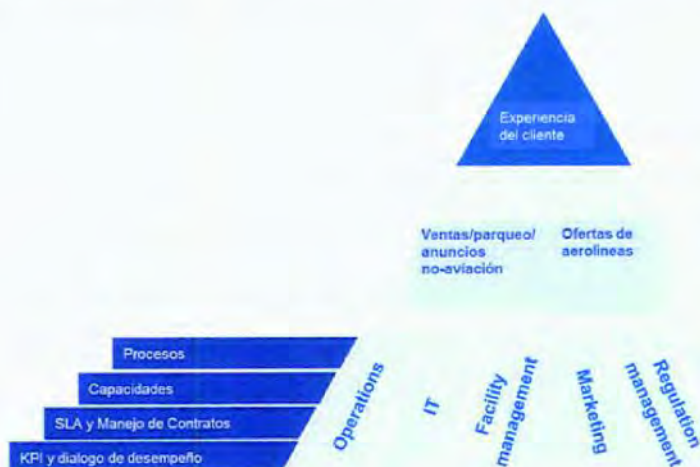 Experiencia
del cliente
Ventas/parqueo/
anuncios
no-aviación
Ofertas de
aerolineas
Procesos
Capacidades
SLA y Manejo de Contratos
KPI y dialogo de desempeño
Operations
IT
Facility
management
Marketing
Regulation
management